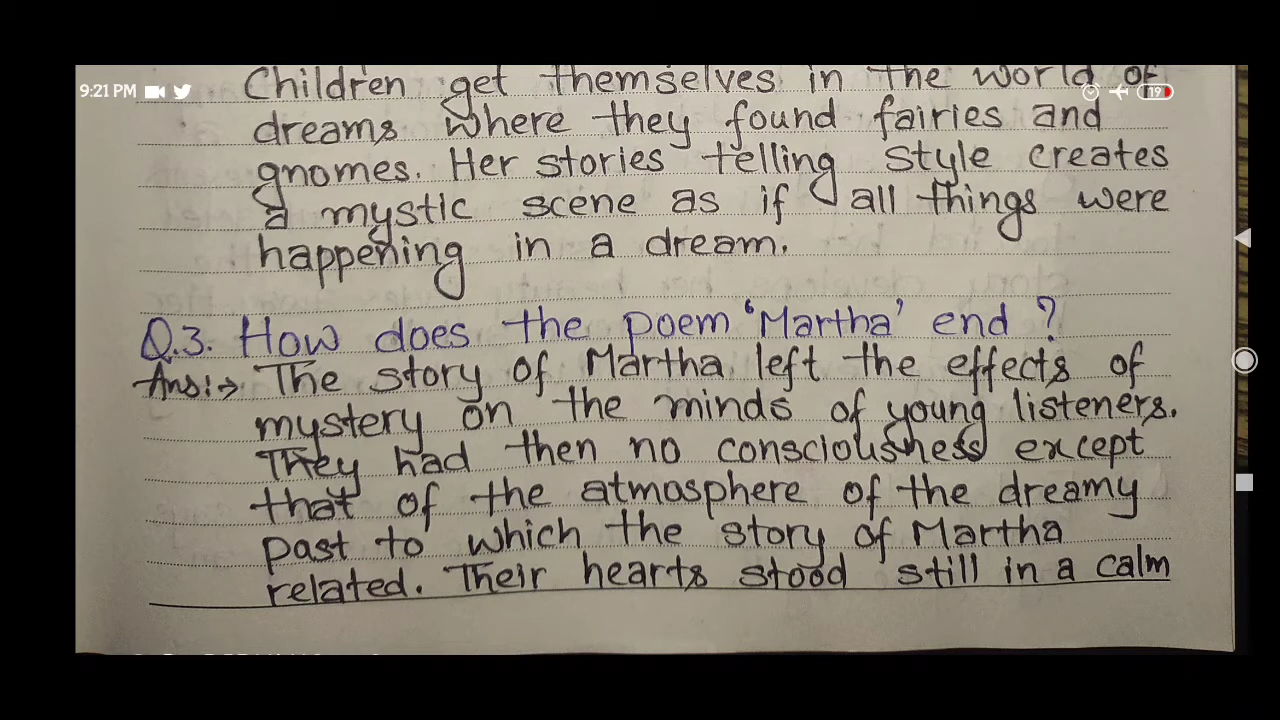 Children get themselves in the world of
9:21 PM
19
dreams where they found fairies and
gnomes. Her stories telling style creates
a mystic scene as if all things were
happening in a dream.
Q.3. How does the poem 'Martha' end ?
Ans:→ The story of Martha left the effects of
mystery on the minds of young listeners.
They had then no consciousness except
that of the atmosphere of the dreamy
past to which the story of Martha
related. Their hearts stood still in a calm